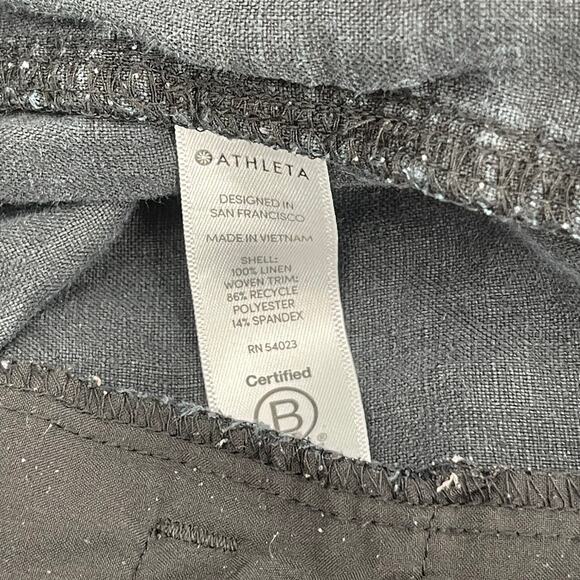 ATHLETA
DESIGNED IN
SAN FRANCISCO
MADE IN VIETNAM
SHELL:
100% LINEN
WOVEN TRIM:
86% RECYCLE
POLYESTER
14% SPANDEX
RN 54023
Certified
B
®